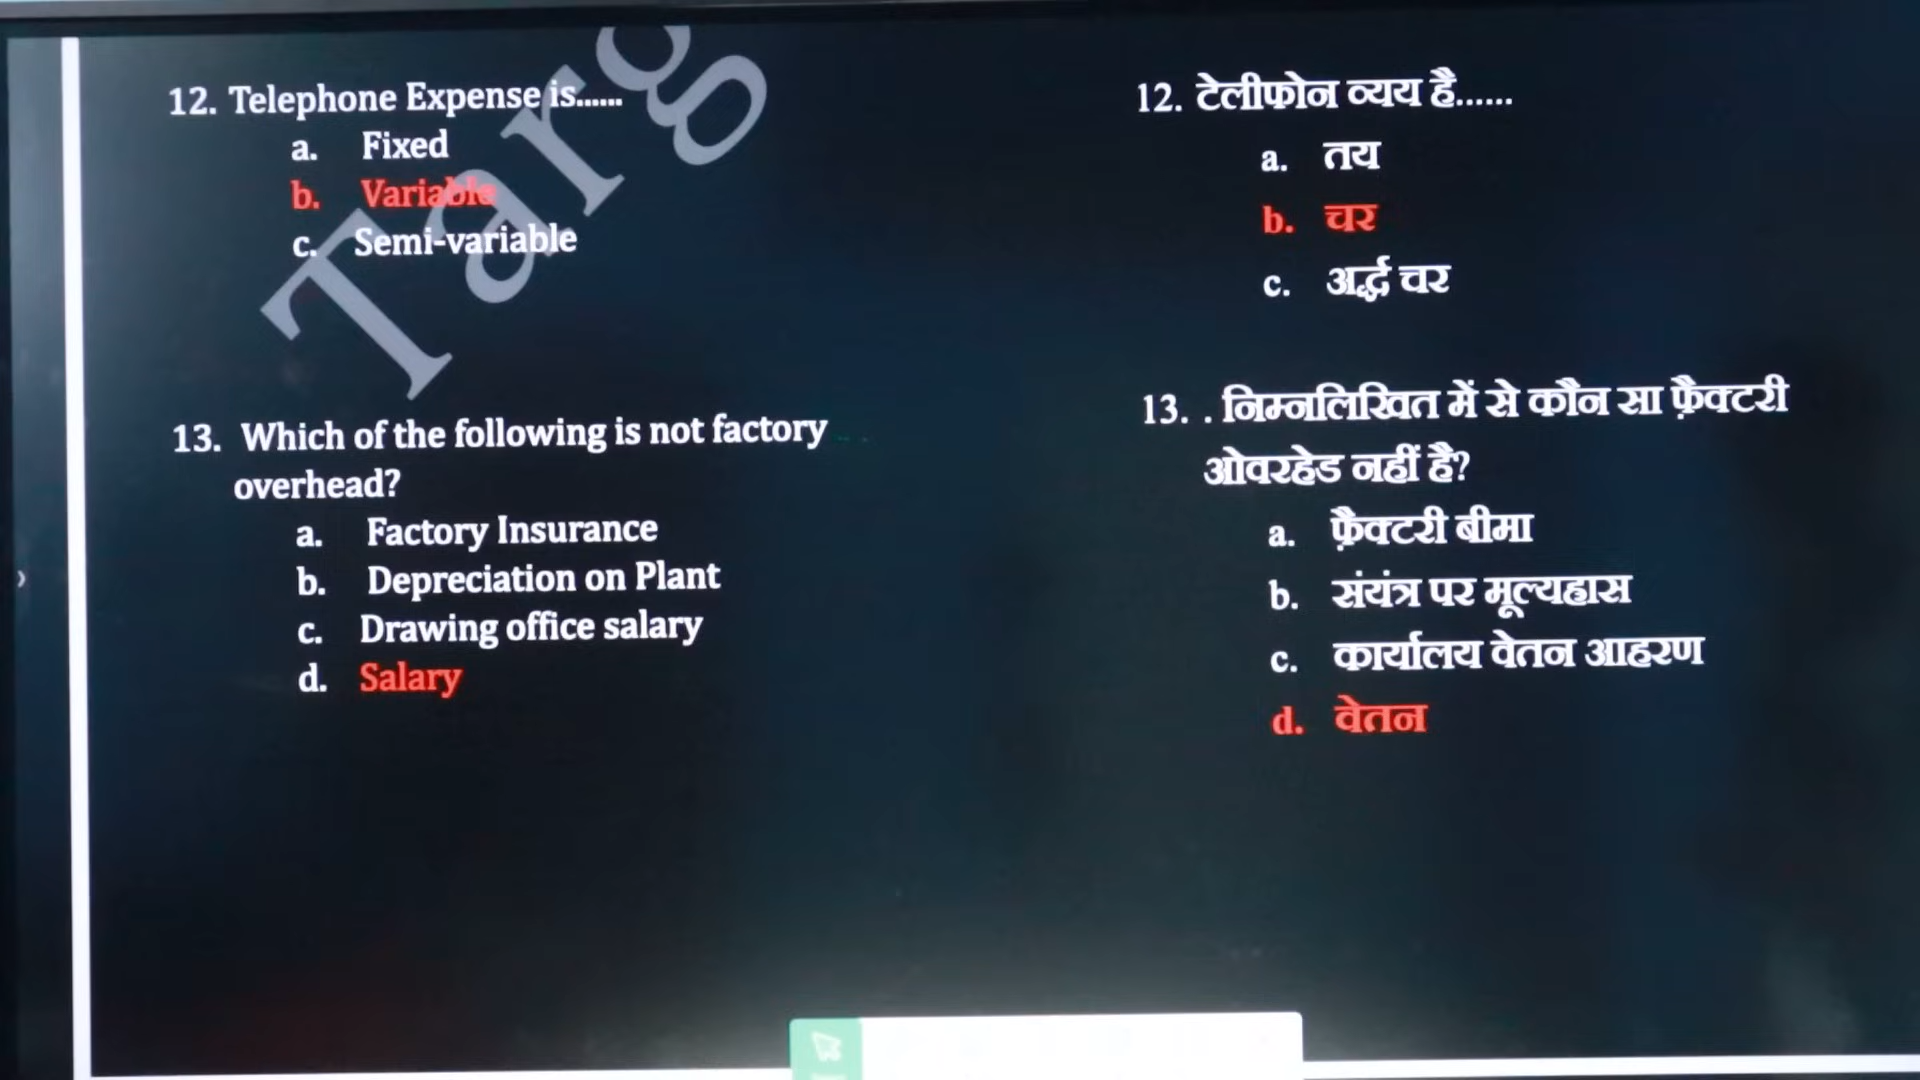 12. Telephone Expense is......
a. Fixed
b. Variable
c. Semi-variable
13. Which of the following is not factory
overhead?
a. Factory Insurance
b. Depreciation on Plant
c. Drawing office salary
d. Salary
12. टेलीफोन व्यय है......
a. तय
b. चर
c. अर्द्ध चर
13. . निम्नलिखित में से कौन सा फ़ैक्टरी
ओवरहेड नहीं है?
a. फ़ैक्टरी बीमा
b. संयंत्र पर मूल्यह्रास
c. कार्यालय वेतन आहरण
d. वेतन
Targ